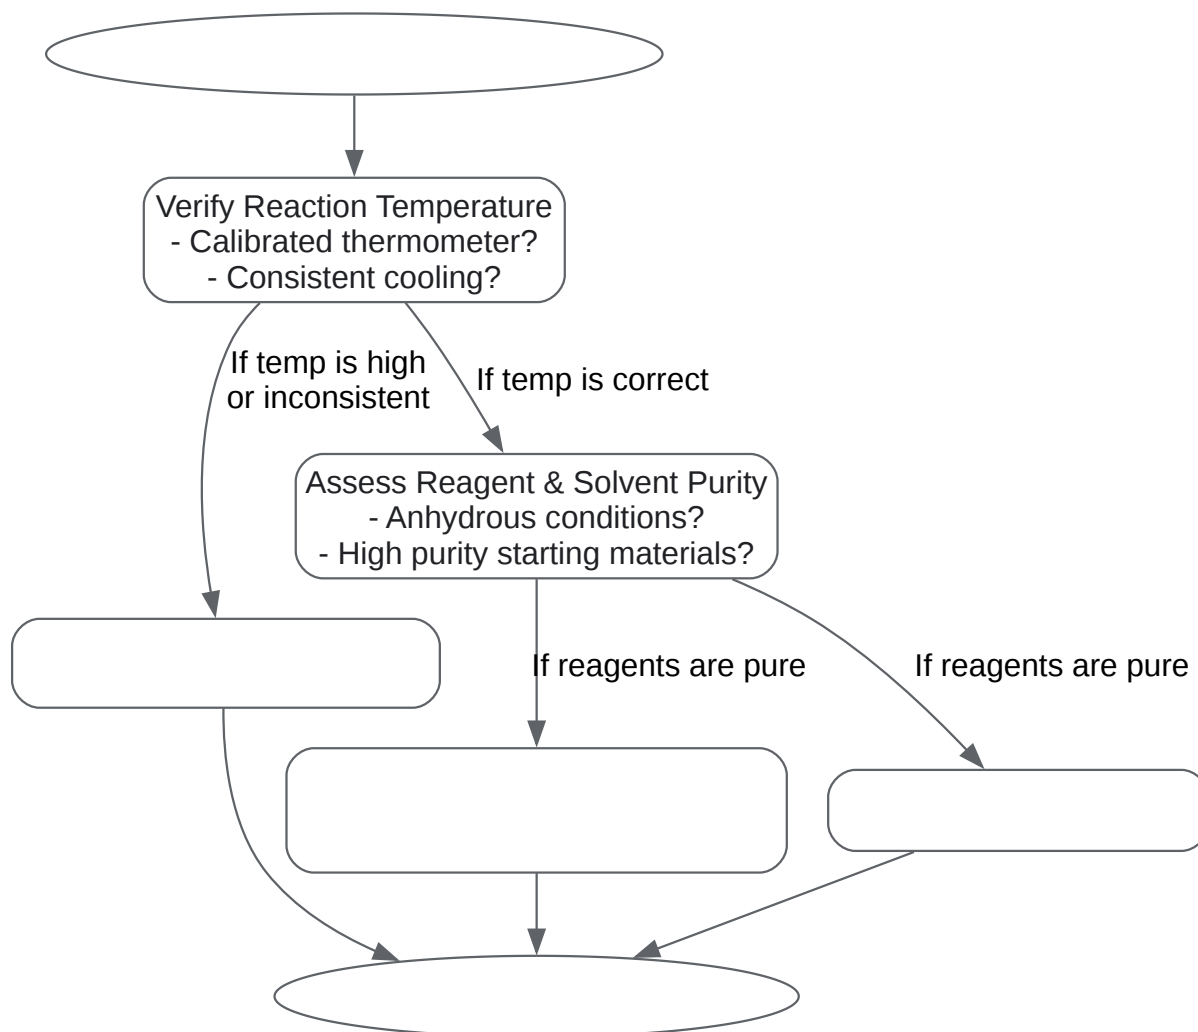 Verify Reaction Temperature
- Calibrated thermometer?
- Consistent cooling?
If temp is high
or inconsistent
If temp is correct
Assess Reagent & Solvent Purity
- Anhydrous conditions?
- High purity starting materials?
If reagents are pure
If reagents are pure